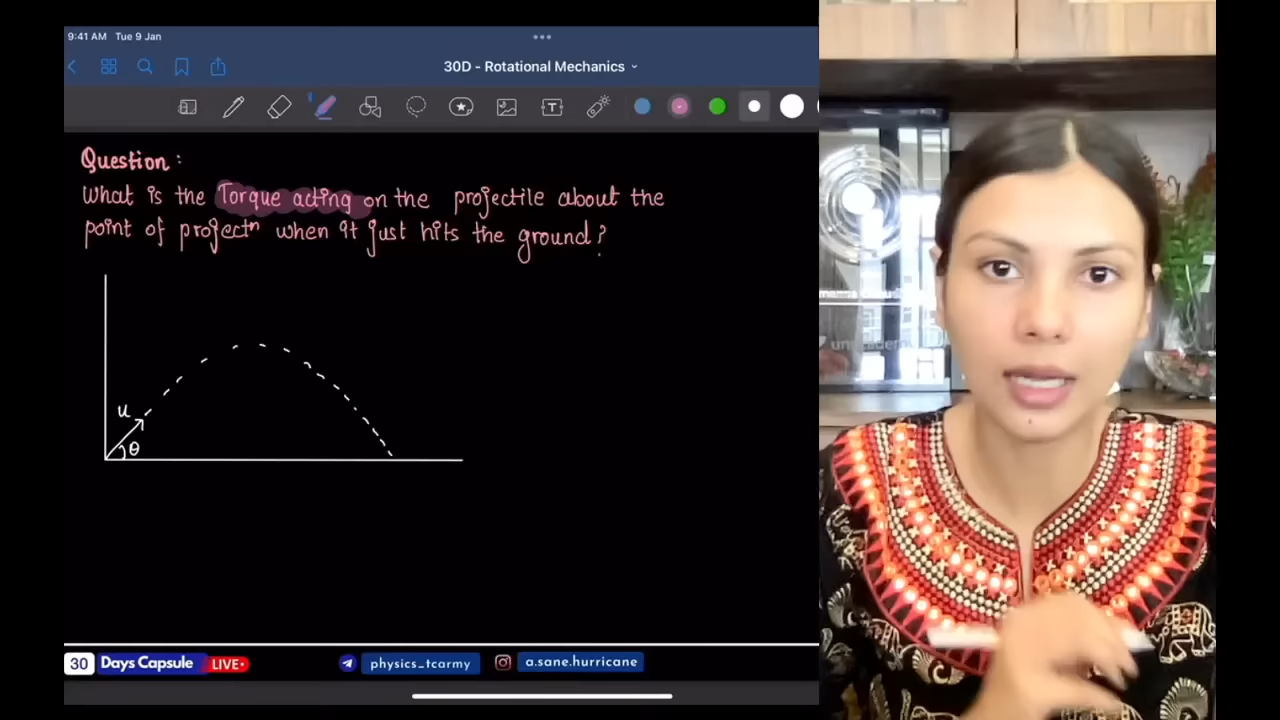 9:41 AM Tue 9 Jan
30D - Rotational Mechanics
T
Question :
What is the Torque acting on the projectile about the
point of projectⁿ when it just hits the ground?
u
θ
30 Days Capsule LIVE
physics_tcarmy
a.sane.hurricane